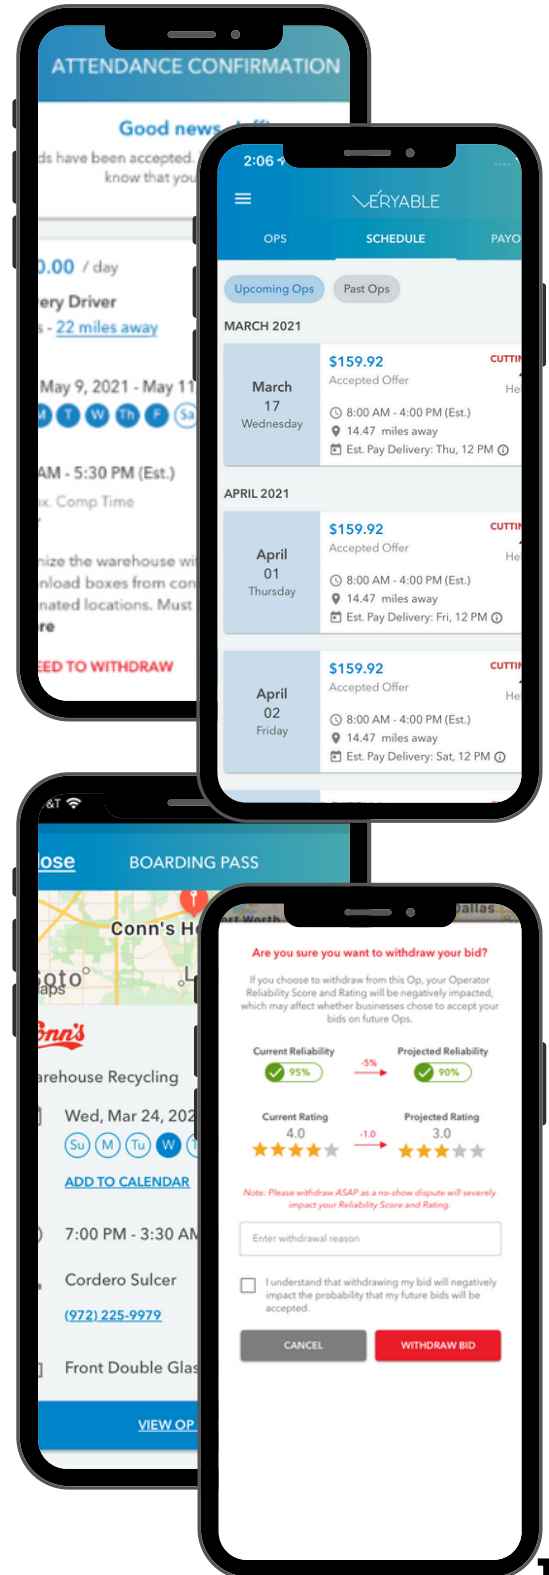 ATTENDANCE CONFIRMATION
Good news,
ds have been accepted.
know that you
0.00 / day
ery Driver
s - 22 miles away
May 9, 2021 - May 11
M T W Th F Sa
AM - 5:30 PM (Est.)
x. Comp Time
nize the warehouse wi
nload boxes from con
nated locations. Must
re
EED TO WITHDRAW
2:06
VERYABLE
OPS SCHEDULE PAYO
Upcoming Ops Past Ops
MARCH 2021
March
17
Wednesday
$159.92 CUTTIN
Accepted Offer
He
8:00 AM - 4:00 PM (Est.)
14.47 miles away
Est. Pay Delivery: Thu, 12 PM
APRIL 2021
April
01
Thursday
$159.92 CUTTIN
Accepted Offer
He
8:00 AM - 4:00 PM (Est.)
14.47 miles away
Est. Pay Delivery: Fri, 12 PM
April
02
Friday
$159.92 CUTTIN
Accepted Offer
He
8:00 AM - 4:00 PM (Est.)
14.47 miles away
Est. Pay Delivery: Sat, 12 PM
&T
lose BOARDING PASS
Conn's H
Soto
aps
Conn's
arehouse Recycling
Wed, Mar 24, 202
Su M Tu W T
ADD TO CALENDAR
7:00 PM - 3:30 AM
Cordero Sulcer
(972) 225-9979
Front Double Glas
VIEW OP
ort Worth Dallas
Are you sure you want to withdraw your bid?
If you choose to withdraw from this Op, your Operator
Reliability Score and Rating will be negatively impacted,
which may affect whether businesses chose to accept your
bids on future Ops.
Current Reliability -5% Projected Reliability
95% 90%
Current Rating Projected Rating
4.0 -1.0 3.0
Note: Please withdraw ASAP as a no-show dispute will severely
impact your Reliability Score and Rating.
Enter withdrawal reason
I understand that withdrawing my bid will negatively
impact the probability that my future bids will be
accepted.
CANCEL WITHDRAW BID